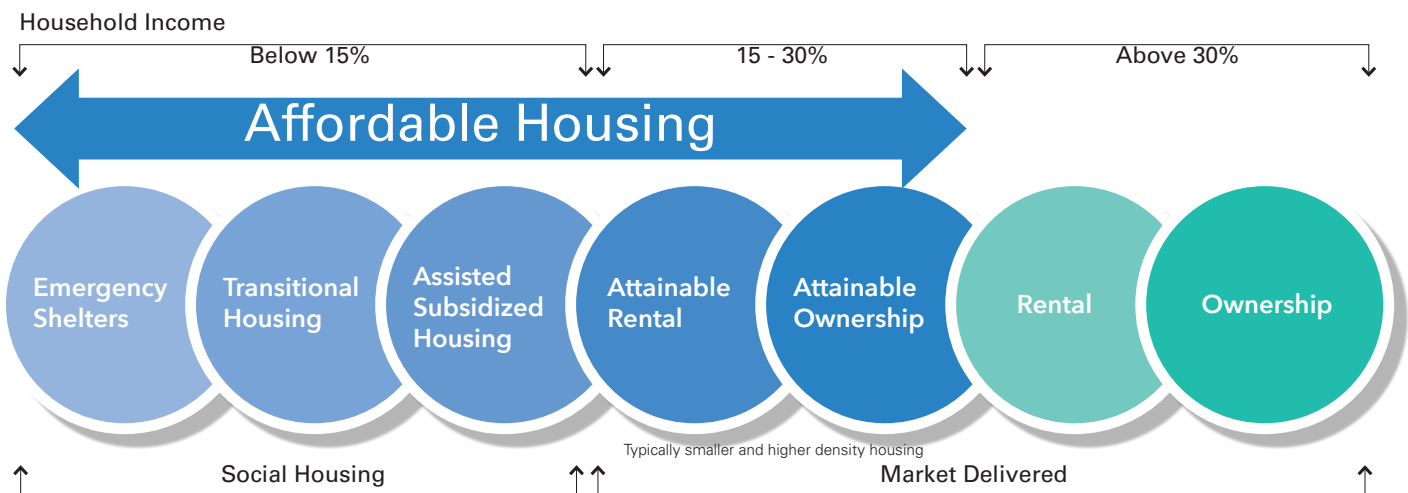 Household Income
Below 15%
15 - 30%
Above 30%
Affordable Housing
Emergency
Shelters
Transitional
Housing
Assisted
Subsidized
Housing
Attainable
Rental
Attainable
Ownership
Rental
Ownership
Typically smaller and higher density housing
Social Housing
Market Delivered